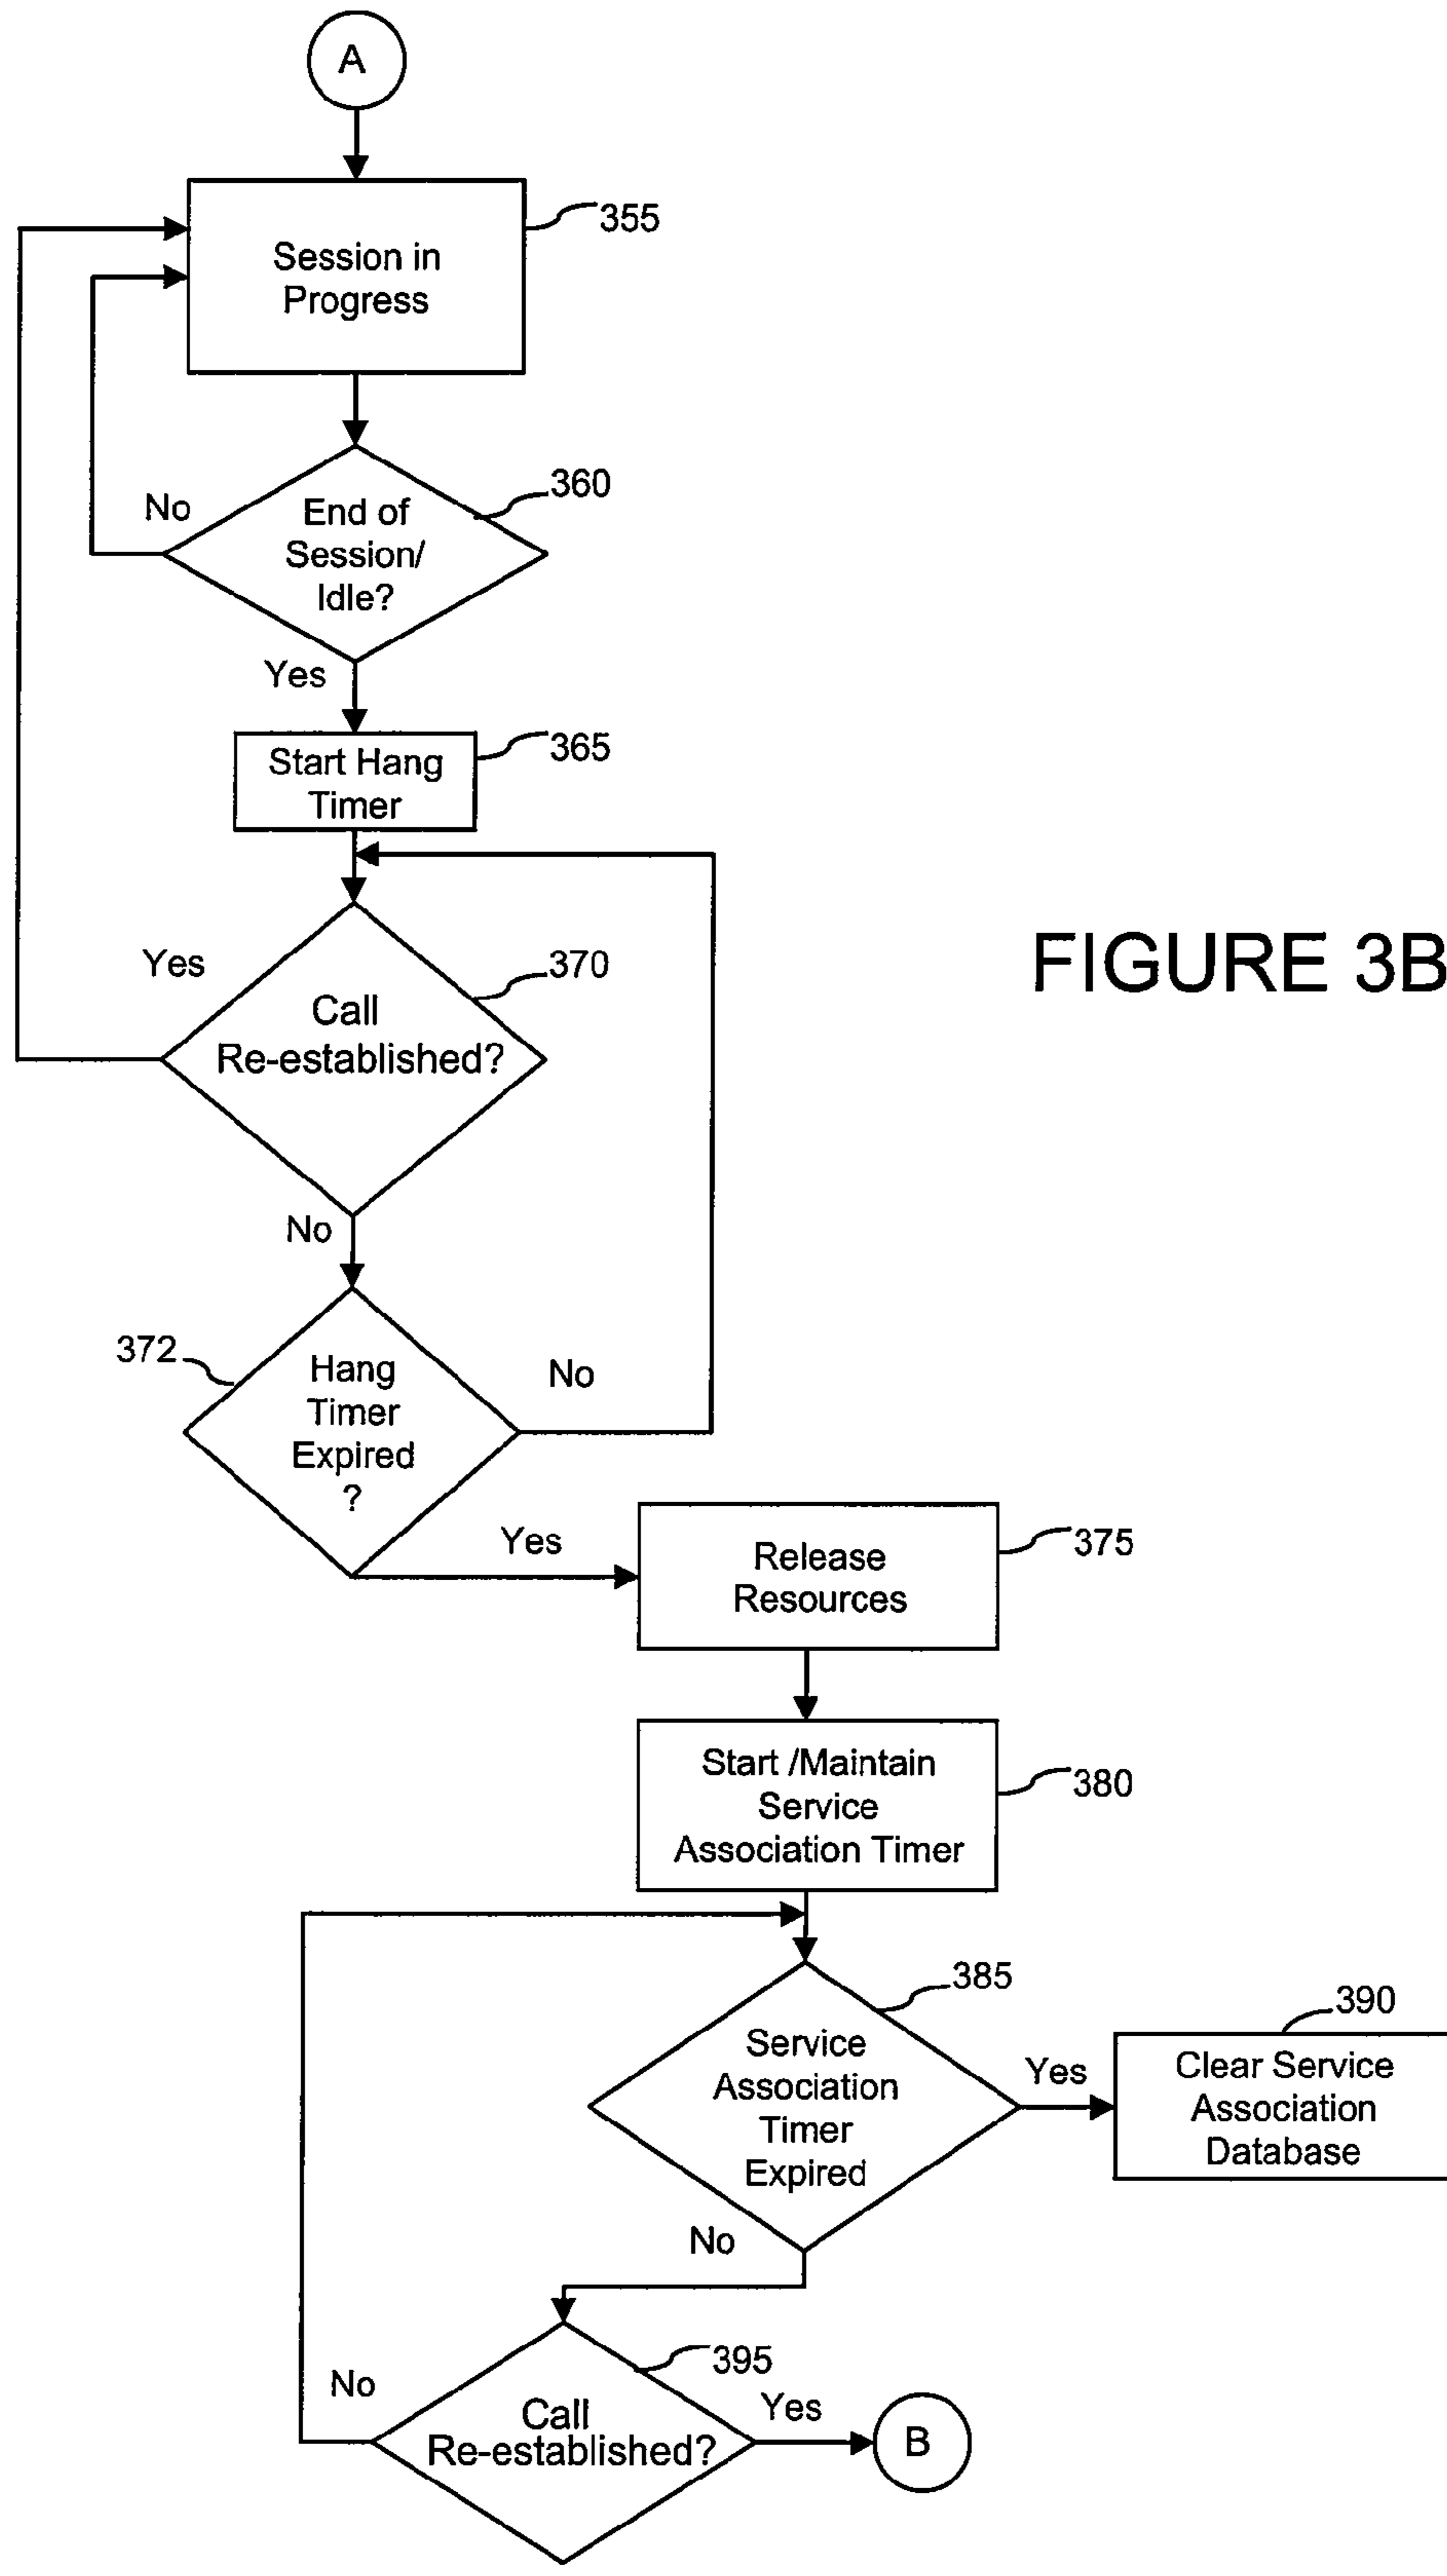 A
355
Session in
Progress
360
No
End of
Session/
Idle?
Yes
365
Start Hang
Timer
FIGURE 3B
Yes
370
Call
Re-established?
No
372
Hang
Timer
Expired
?
No
Yes
375
Release
Resources
380
Start /Maintain
Service
Association Timer
385
390
Service
Association
Timer
Expired
Yes
Clear Service
Association
Database
No
395
No
Call
Re-established?
Yes
B